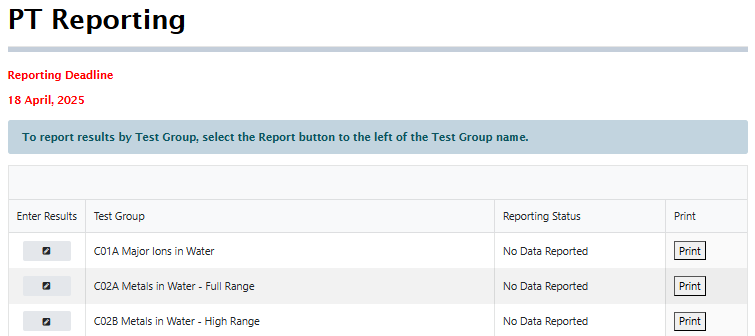 PT Reporting
Reporting Deadline
18 April, 2025
To report results by Test Group, select the Report button to the left of the Test Group name.
Enter Results Test Group Reporting Status Print
C01A Major Ions in Water No Data Reported Print
C02A Metals in Water - Full Range No Data Reported Print
C02B Metals in Water - High Range No Data Reported Print